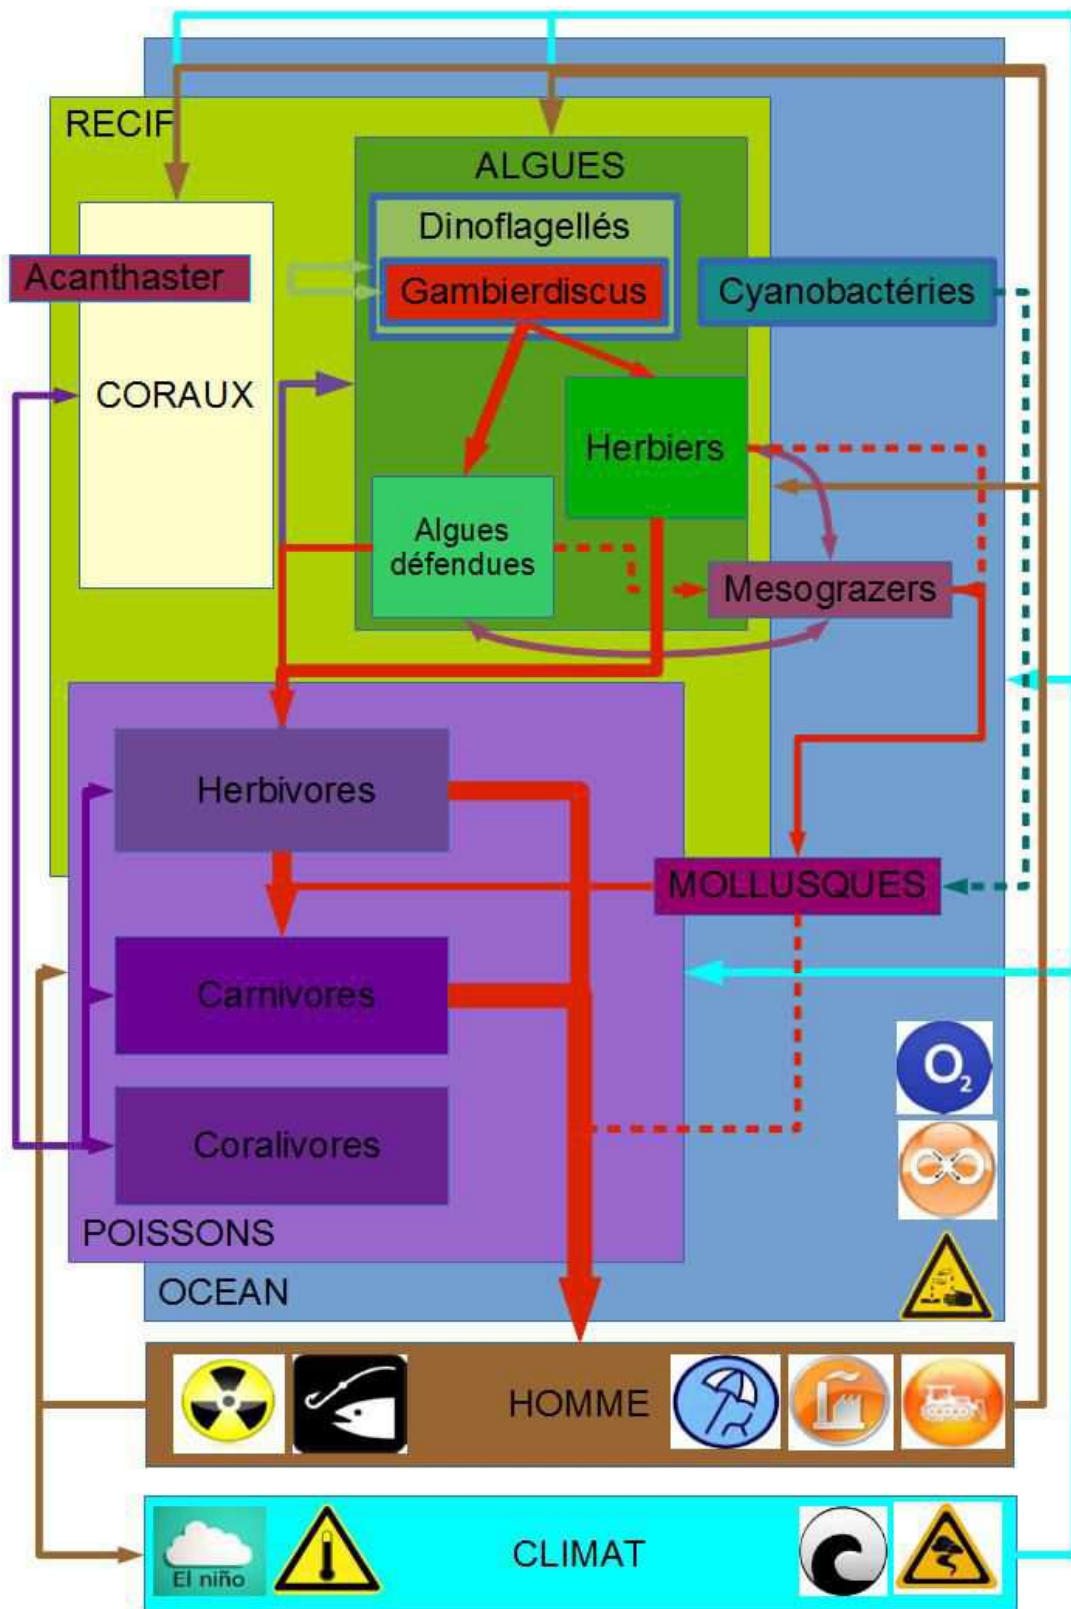 RECIF
ALGUES
Dinoflagellés
Acanthaster
Gambierdiscus
Cyanobactéries
CORAUX
Herbiers
Algues
défendues
Mesograzers
Herbivores
MOLLUSQUES
Carnivores
O2
Coralivores
POISSONS
OCEAN
HOMME
CLIMAT
El niño